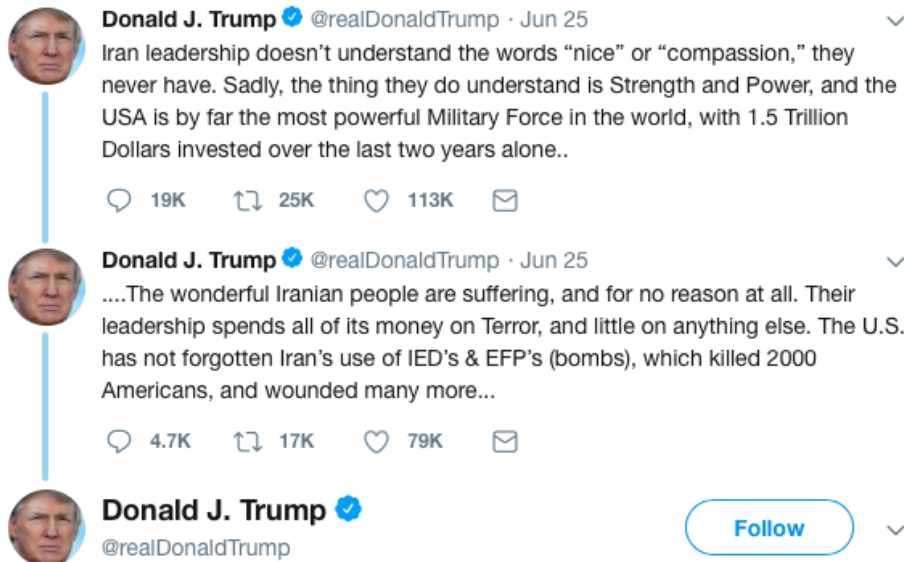 Donald J. Trump @realDonaldTrump · Jun 25
Iran leadership doesn’t understand the words “nice” or “compassion,” they
never have. Sadly, the thing they do understand is Strength and Power, and the
USA is by far the most powerful Military Force in the world, with 1.5 Trillion
Dollars invested over the last two years alone..
19K 25K 113K
Donald J. Trump @realDonaldTrump · Jun 25
....The wonderful Iranian people are suffering, and for no reason at all. Their
leadership spends all of its money on Terror, and little on anything else. The U.S.
has not forgotten Iran’s use of IED’s & EFP’s (bombs), which killed 2000
Americans, and wounded many more...
4.7K 17K 79K
Donald J. Trump
@realDonaldTrump
Follow